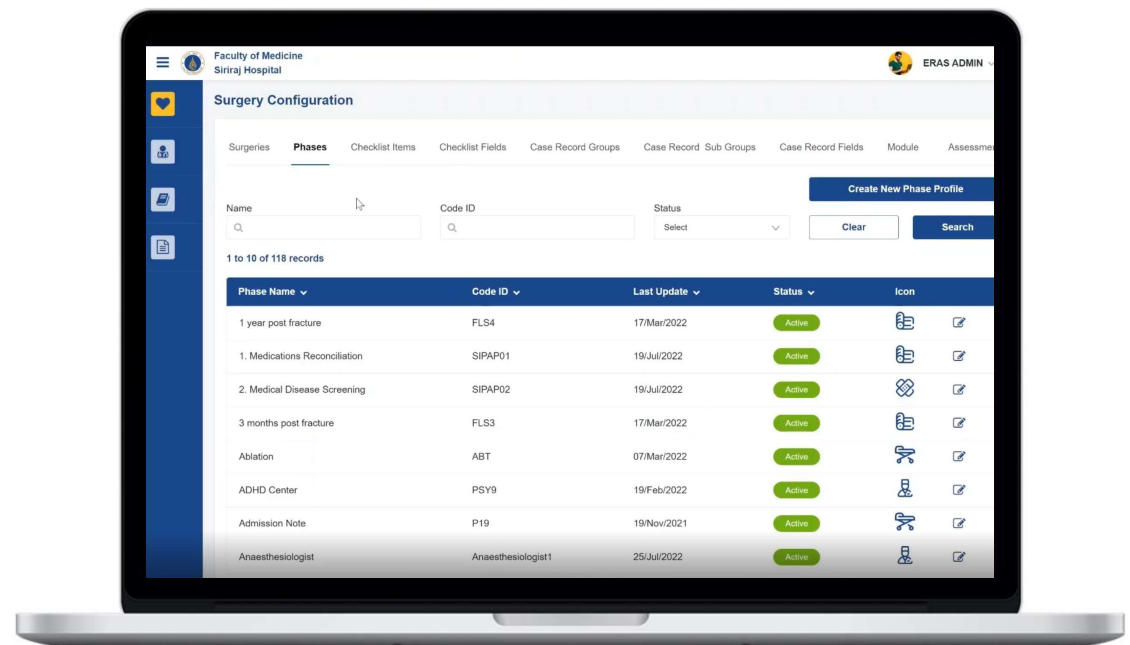 Faculty of Medicine
Siriraj Hospital
ERAS ADMIN
Surgery Configuration
Surgeries Phases Checklist Items Checklist Fields Case Record Groups Case Record Sub Groups Case Record Fields Module Assessmen
Create New Phase Profile
Name Code ID Status
Select Clear Search
1 to 10 of 118 records
Phase Name Code ID Last Update Status Icon
1 year post fracture FLS4 17/Mar/2022 Active
1. Medications Reconciliation SIPAP01 19/Jul/2022 Active
2. Medical Disease Screening SIPAP02 19/Jul/2022 Active
3 months post fracture FLS3 17/Mar/2022 Active
Ablation ABT 07/Mar/2022 Active
ADHD Center PSY9 19/Feb/2022 Active
Admission Note P19 19/Nov/2021 Active
Anaesthesiologist Anaesthesiologist1 25/Jul/2022 Active